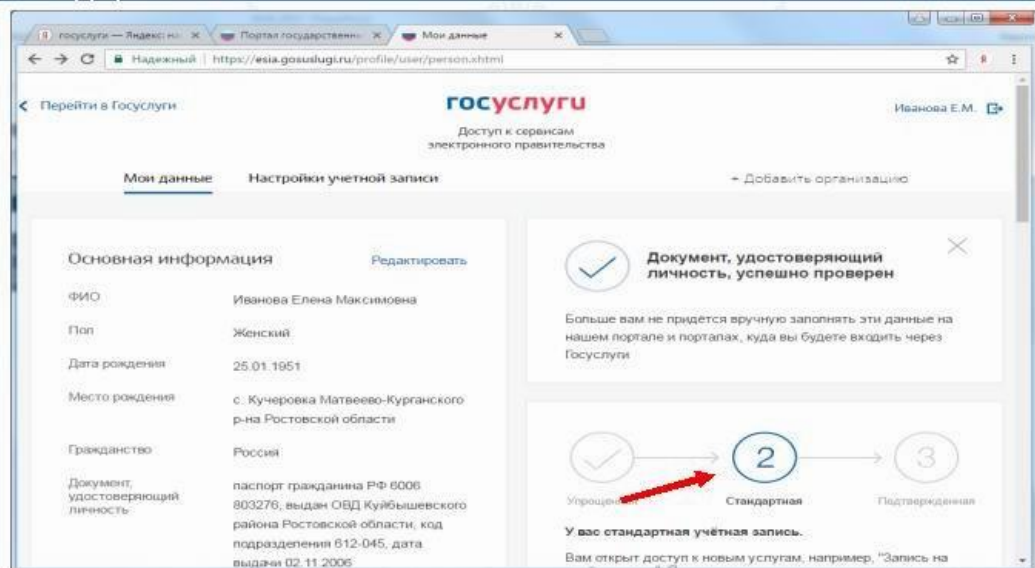 госуслуги — Яндекс: на
Портал государственн
Мои данные
Надежный | https://esia.gosuslugi.ru/profile/user/person.xhtml
Перейти в Госуслуги
госуслуги
Иванова Е.М.
Доступ к сервисам
электронного правительства
Мои данные
Настройки учетной записи
+ Добавить организацию
Основная информация
Редактировать
ФИО
Иванова Елена Максимовна
Пол
Женский
Дата рождения
25.01.1951
Место рождения
с. Кучеровка Матвеево-Курганского
р-на Ростовской области
Гражданство
Россия
Документ,
удостоверяющий
личность
паспорт гражданина РФ 6006
803276, выдан ОВД Куйбышевского
района Ростовской области, код
подразделения 612-045, дата
выдачи 02.11.2006
Документ, удостоверяющий
личность, успешно проверен
Больше вам не придётся вручную заполнять эти данные на
нашем портале и порталах, куда вы будете входить через
Госуслуги
2
3
Стандартная
Подтвержденная
У вас стандартная учётная запись.
Вам открыт доступ к новым услугам, например, "Запись на